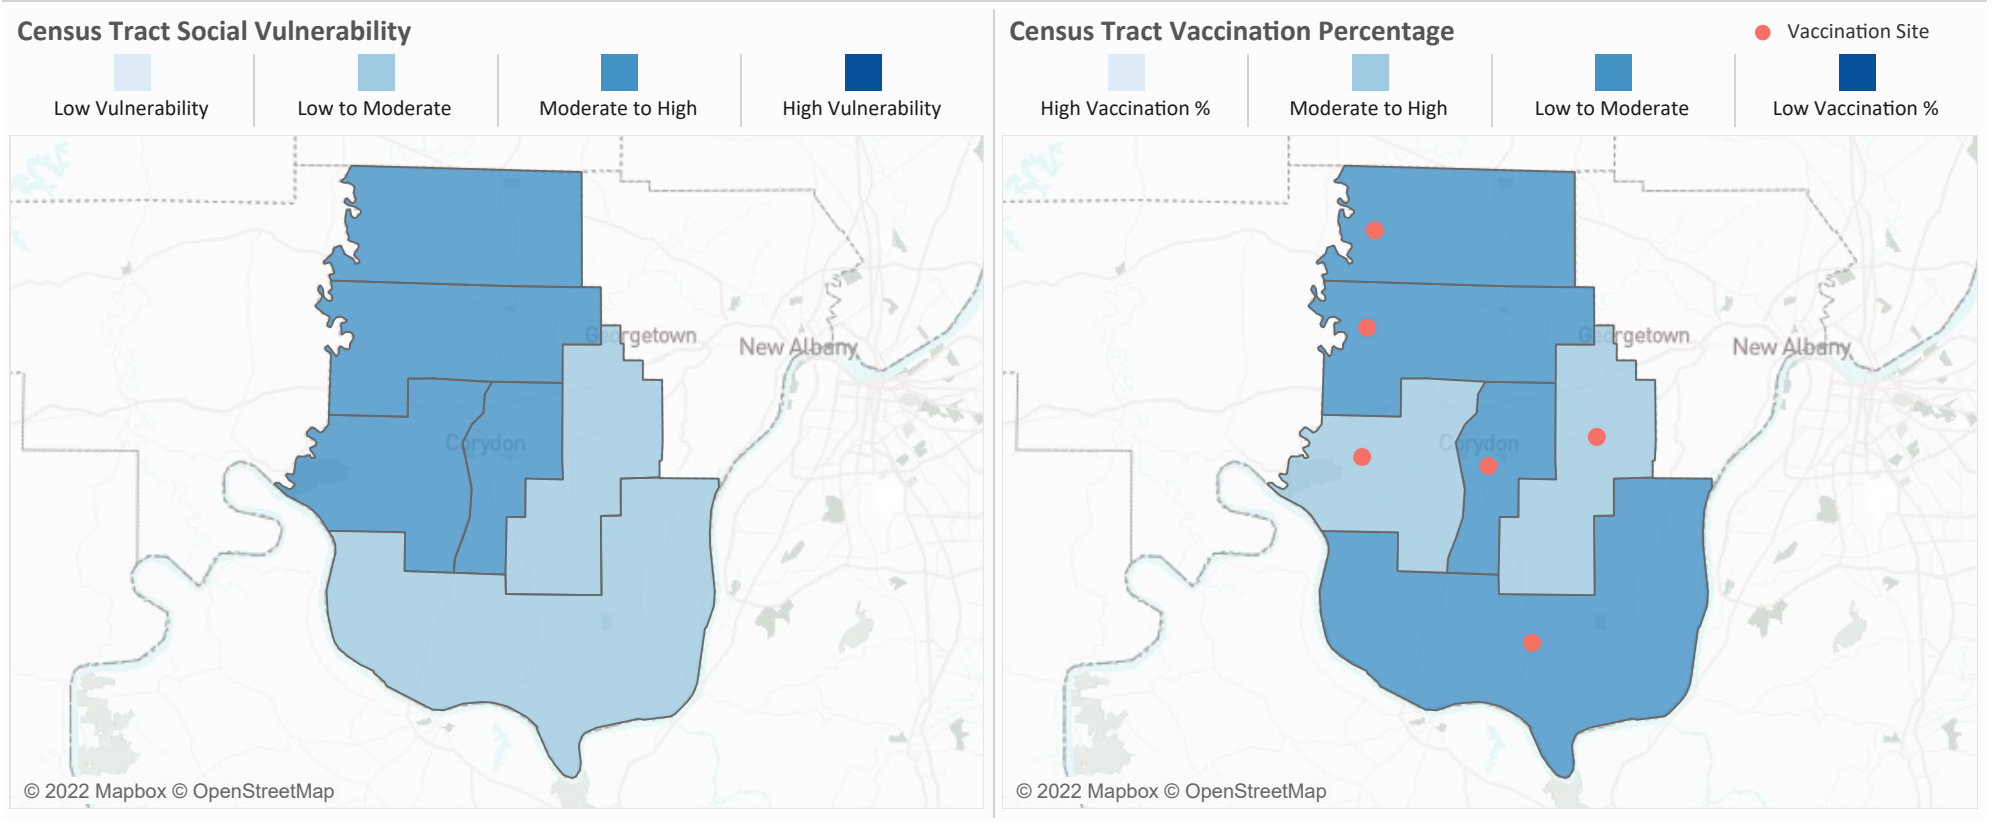 Census Tract Social Vulnerability
Low Vulnerability
Low to Moderate
Moderate to High
High Vulnerability
Georgetown
New Albany
Corydon
© 2022 Mapbox © OpenStreetMap
Census Tract Vaccination Percentage
Vaccination Site
High Vaccination %
Moderate to High
Low to Moderate
Low Vaccination %
Georgetown
New Albany
Corydon
© 2022 Mapbox © OpenStreetMap